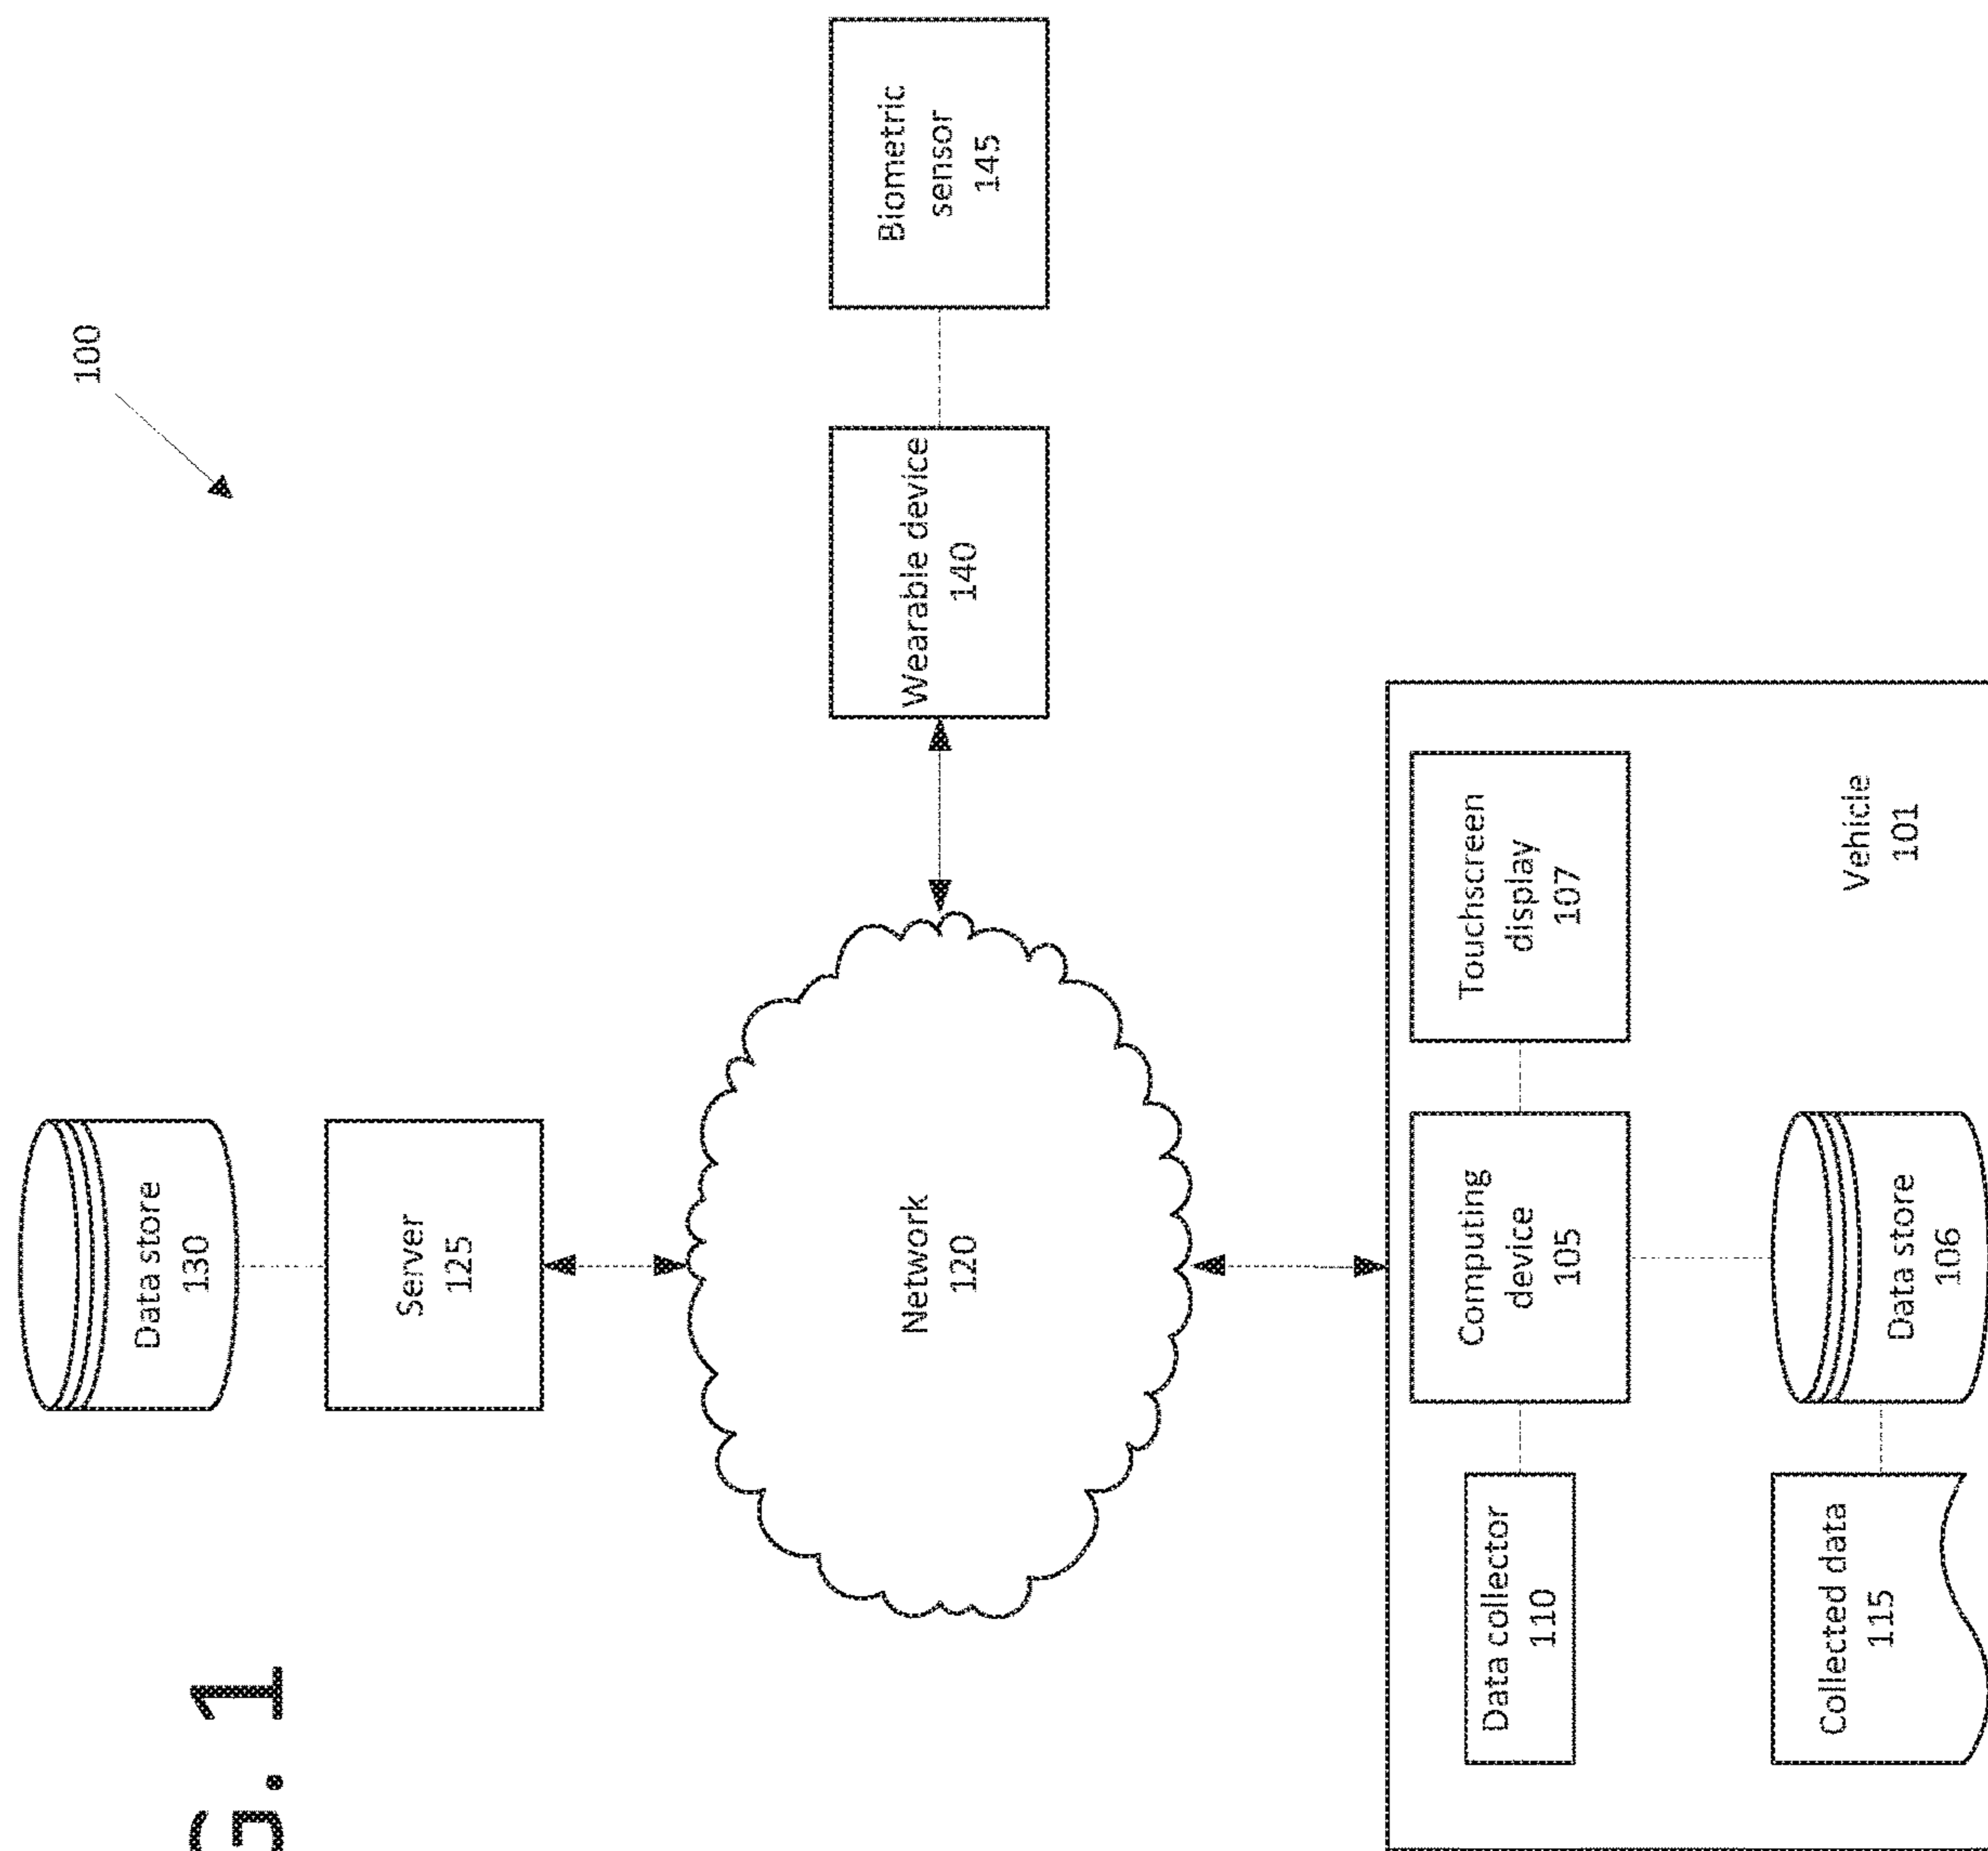 G. 1
100
Data store
130
Server
125
Network
120
Wearable device
140
Biometric
sensor
145
Data collector
110
Computing
device
105
Touchscreen
display
107
Collected data
115
Data store
106
Vehicle
101